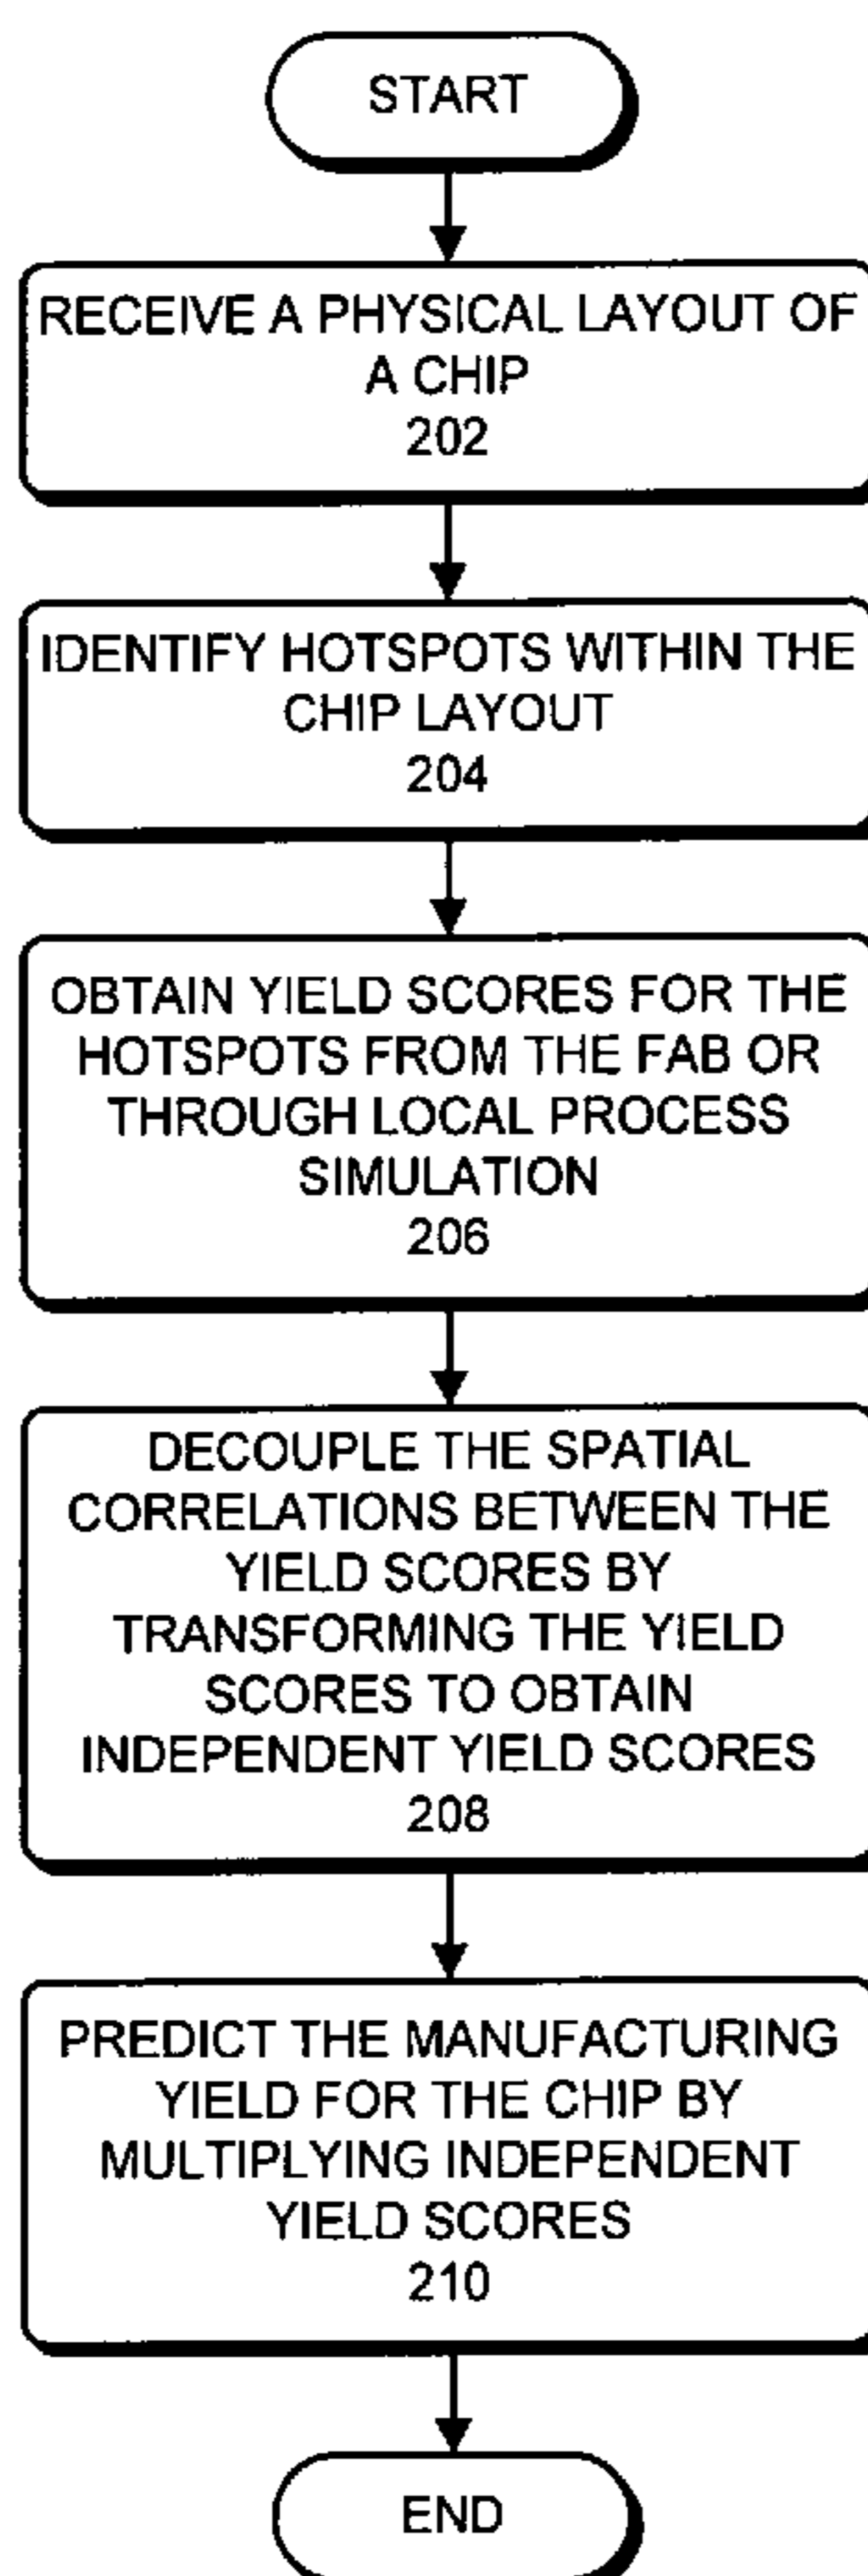 START
RECEIVE A PHYSICAL LAYOUT OF
A CHIP
202
IDENTIFY HOTSPOTS WITHIN THE
CHIP LAYOUT
204
OBTAIN YIELD SCORES FOR THE
HOTSPOTS FROM THE FAB OR
THROUGH LOCAL PROCESS
SIMULATION
206
DECOUPLE THE SPATIAL
CORRELATIONS BETWEEN THE
YIELD SCORES BY
TRANSFORMING THE YIELD
SCORES TO OBTAIN
INDEPENDENT YIELD SCORES
208
PREDICT THE MANUFACTURING
YIELD FOR THE CHIP BY
MULTIPLYING INDEPENDENT
YIELD SCORES
210
END